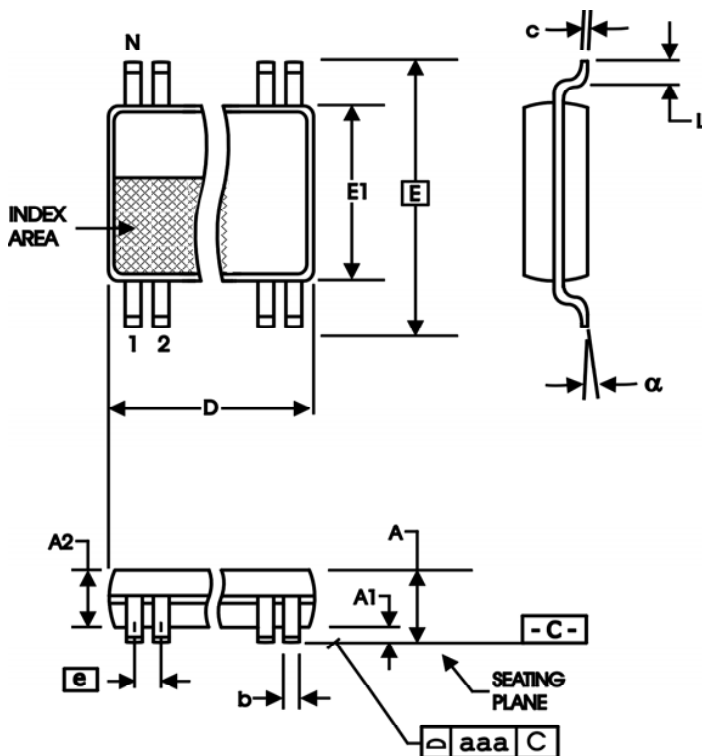 N
c
L
E1
E
INDEX
AREA
1 2
α
D
A2
A
A1
- C -
e
b
SEATING
PLANE
aaa C